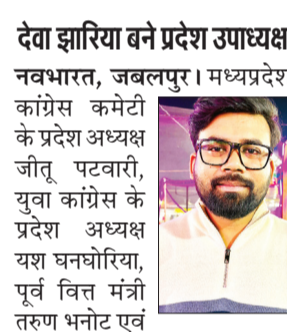 देवा झारिया बने प्रदेश उपाध्यक्ष
नवभारत, जबलपुर। मध्यप्रदेश
कांग्रेस कमेटी
के प्रदेश अध्यक्ष
जीतू पटवारी,
युवा कांग्रेस के
प्रदेश अध्यक्ष
यश घनघोरिया,
पूर्व वित्त मंत्री
तरुण भनोट एवं